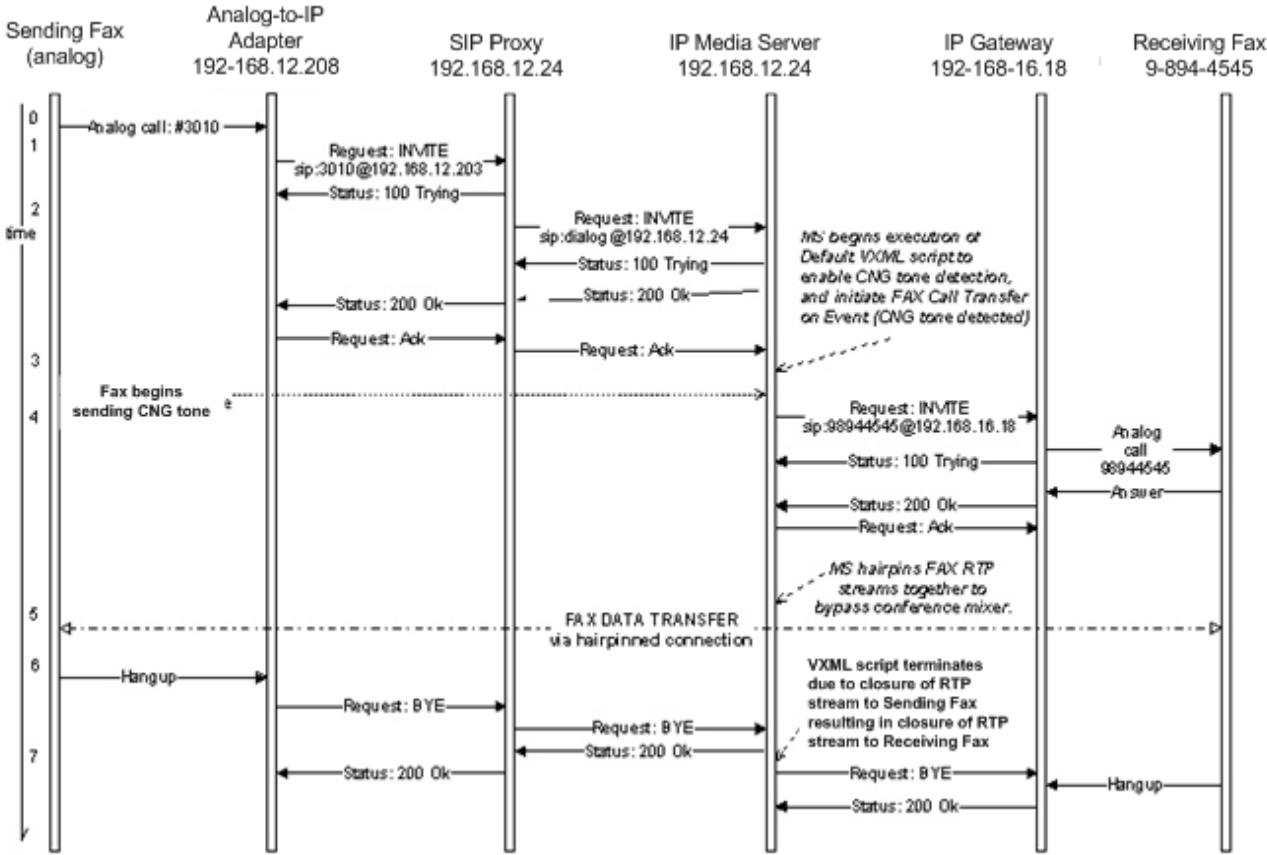 Sending Fax
(analog)
Analog-to-IP
Adapter
192-168.12.208
SIP Proxy
192.168.12.24
IP Media Server
192.168.12.24
IP Gateway
192-168-16.18
Receiving Fax
9-894-4545
0
Analog call: #3010
1
Request: INVITE
sip:3010@192.168.12.203
Status: 100 Trying
2
time
Request: INVITE
sip:dialog@192.168.12.24
Status: 100 Trying
MS begins execution of
Default VXML script to
enable CNG tone detection,
and initiate FAX Call Transfer
on Event (CNG tone detected)
Status: 200 Ok
Status: 200 Ok
Request: Ack
Request: Ack
3
Fax begins
sending CNG tone
e
4
Request: INVITE
sip:98944545@192.168.16.18
Analog
call
98944545
Status: 100 Trying
Answer
Status: 200 Ok
Request: Ack
MS hairpins FAX RTP
streams together to
bypass conference mixer.
5
FAX DATA TRANSFER
via hairpinned connection
6
Hangup
VXML script terminates
due to closure of RTP
stream to Sending Fax
resulting in closure of RTP
stream to Receiving Fax
Request: BYE
Request: BYE
Status: 200 Ok
7
Status: 200 Ok
Request: BYE
Hangup
Status: 200 Ok